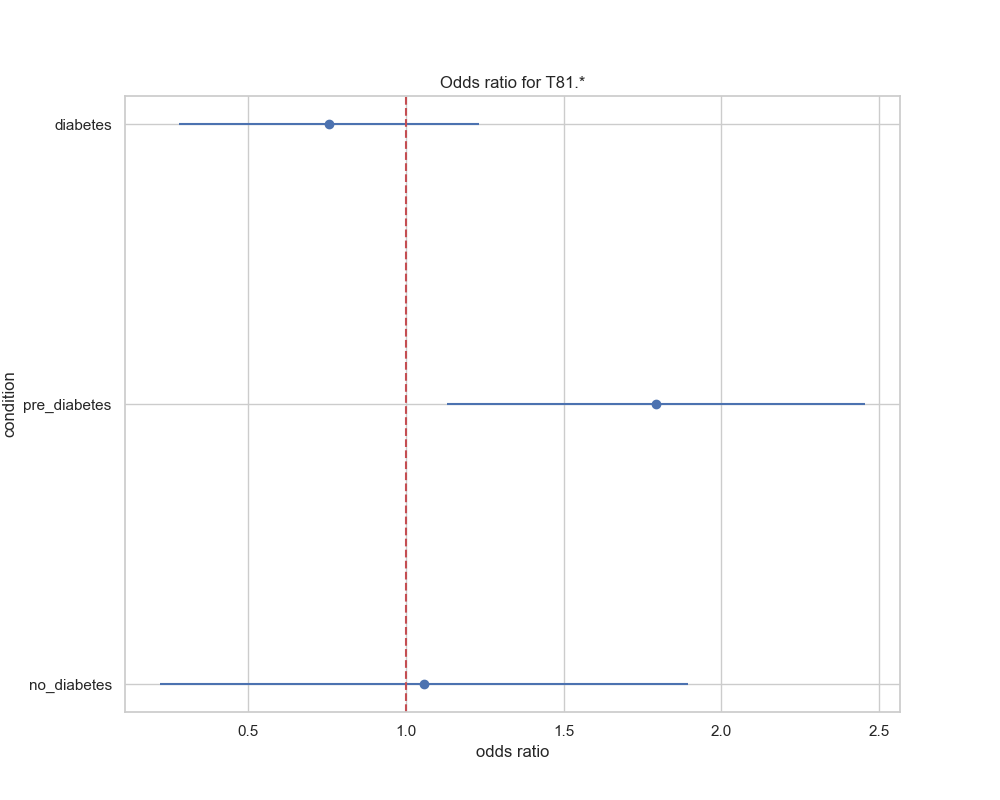 Odds ratio for T81.*
diabetes
pre_diabetes
no_diabetes
condition
0.5
1.0
1.5
2.0
2.5
odds ratio